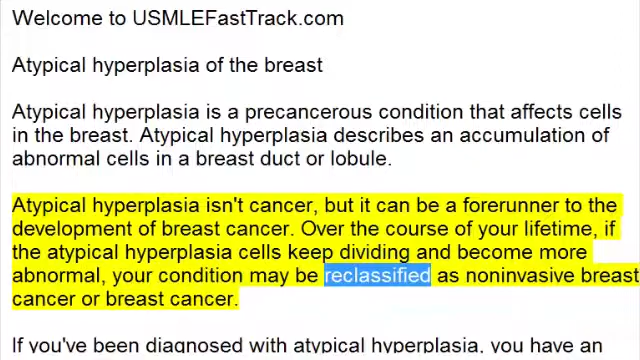 Welcome to USMLEFastTrack.com
Atypical hyperplasia of the breast
Atypical hyperplasia is a precancerous condition that affects cells
in the breast. Atypical hyperplasia describes an accumulation of
abnormal cells in a breast duct or lobule.
Atypical hyperplasia isn't cancer, but it can be a forerunner to the
development of breast cancer. Over the course of your lifetime, if
the atypical hyperplasia cells keep dividing and become more
abnormal, your condition may be reclassified as noninvasive breast
cancer or breast cancer.
If you've been diagnosed with atypical hyperplasia, you have an